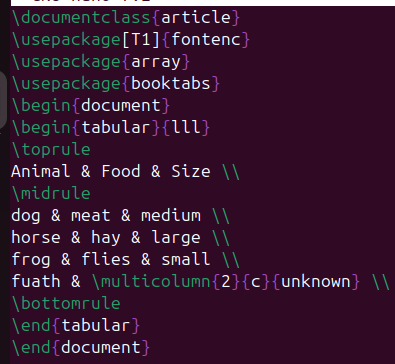 \documentclass{article}
\usepackage[T1]{fontenc}
\usepackage{array}
\usepackage{booktabs}
\begin{document}
\begin{tabular}{lll}
\toprule
Animal & Food & Size \\
\midrule
dog & meat & medium \\
horse & hay & large \\
frog & flies & small \\
fuath & \multicolumn{2}{c}{unknown} \\
\bottomrule
\end{tabular}
\end{document}